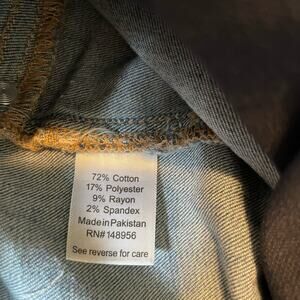 72% Cotton
17% Polyester
9% Rayon
2% Spandex
Made in Pakistan
RN#148956
See reverse for care